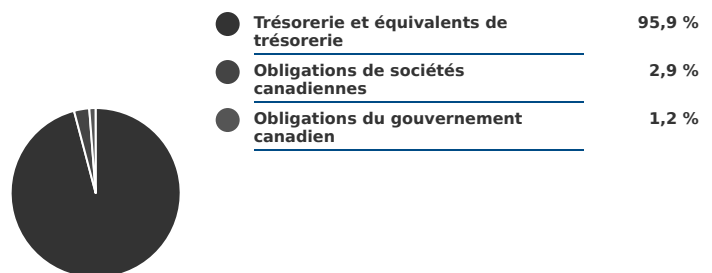 Trésorerie et équivalents de
trésorerie
95,9 %
Obligations de sociétés
canadiennes
2,9 %
Obligations du gouvernement
canadien
1,2 %